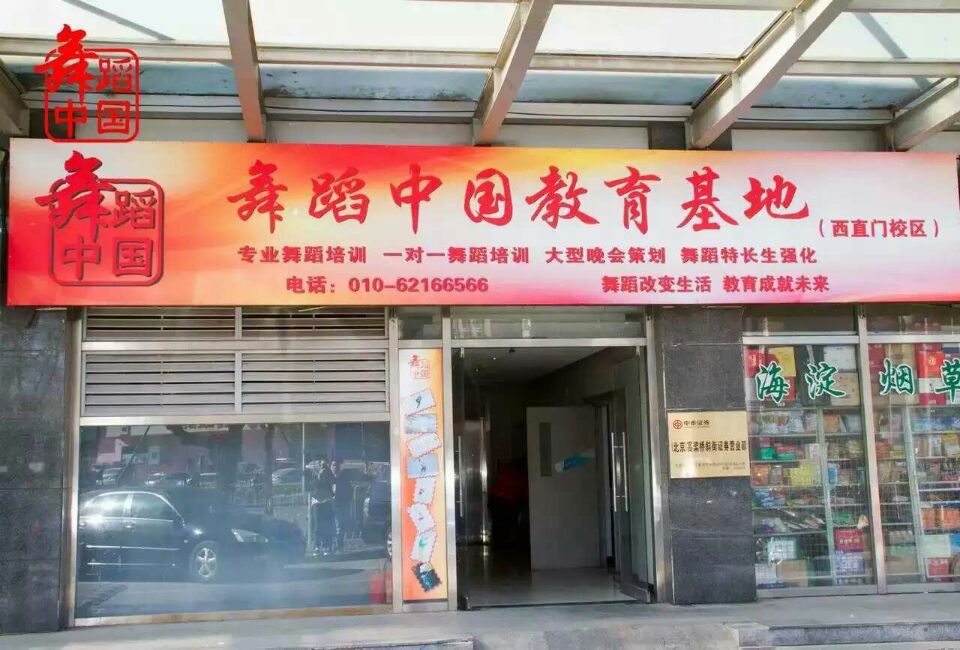 舞蹈
中国
舞蹈
中国
舞蹈中国教育基地
（西直门校区）
专业舞蹈培训 一对一舞蹈培训 大型晚会策划 舞蹈特长生强化
电话：010-62166566
舞蹈改变生活 教育成就未来
舞蹈
中国
海淀烟草
中泰证券
(北京)高梁桥斜街证券营业部